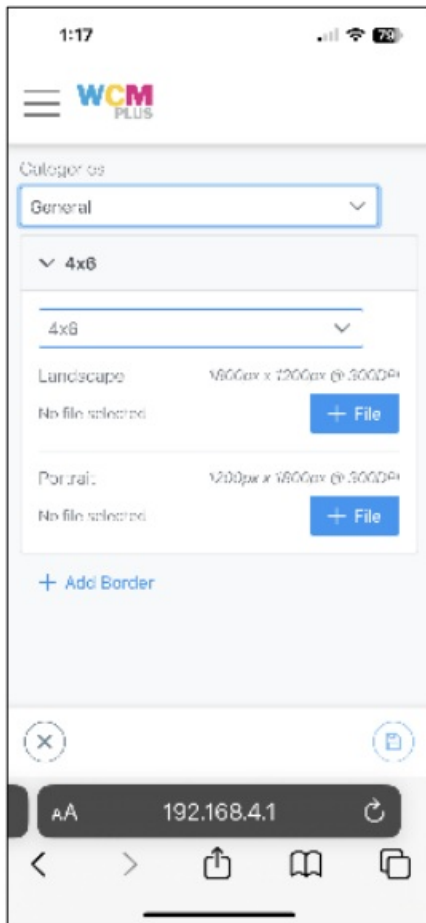 1:17
79
WCM
PLUS
Categories
General
4x6
4x6
Landscape 1800px x 1200px @ 300DPI
No file selected + File
Portrait 1200px x 1800px @ 300DPI
No file selected + File
+ Add Border
AA 192.168.4.1